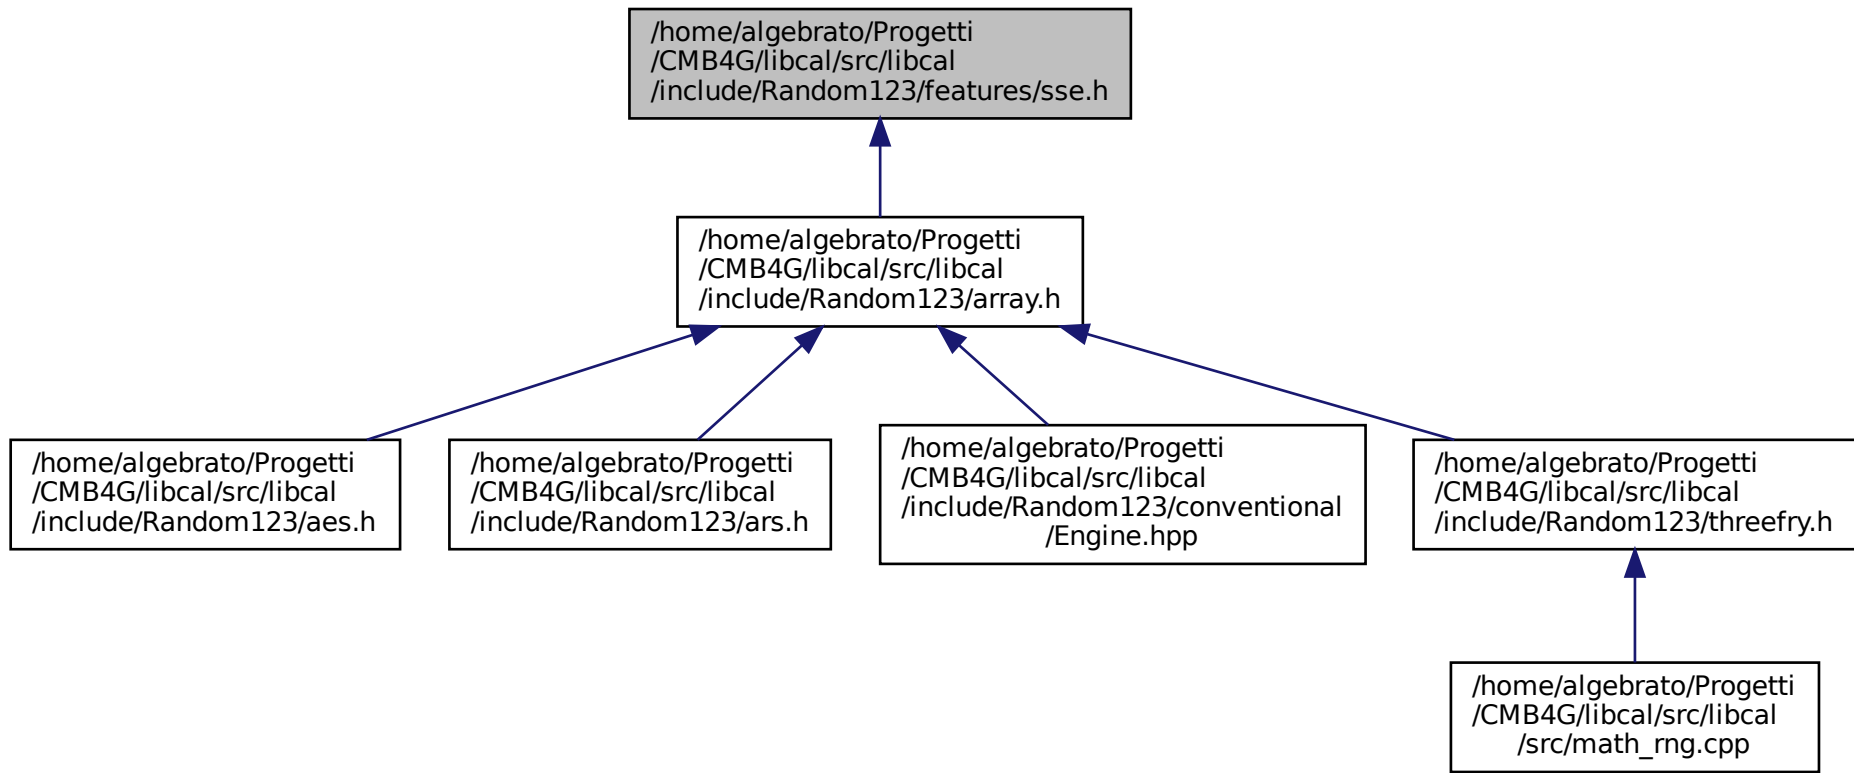 /home/algebrato/Progetti
/CMB4G/libcal/src/libcal
/include/Random123/features/sse.h
/home/algebrato/Progetti
/CMB4G/libcal/src/libcal
/include/Random123/array.h
/home/algebrato/Progetti
/CMB4G/libcal/src/libcal
/include/Random123/aes.h
/home/algebrato/Progetti
/CMB4G/libcal/src/libcal
/include/Random123/ars.h
/home/algebrato/Progetti
/CMB4G/libcal/src/libcal
/include/Random123/conventional
/Engine.hpp
/home/algebrato/Progetti
/CMB4G/libcal/src/libcal
/include/Random123/threefry.h
/home/algebrato/Progetti
/CMB4G/libcal/src/libcal
/src/math_rng.cpp